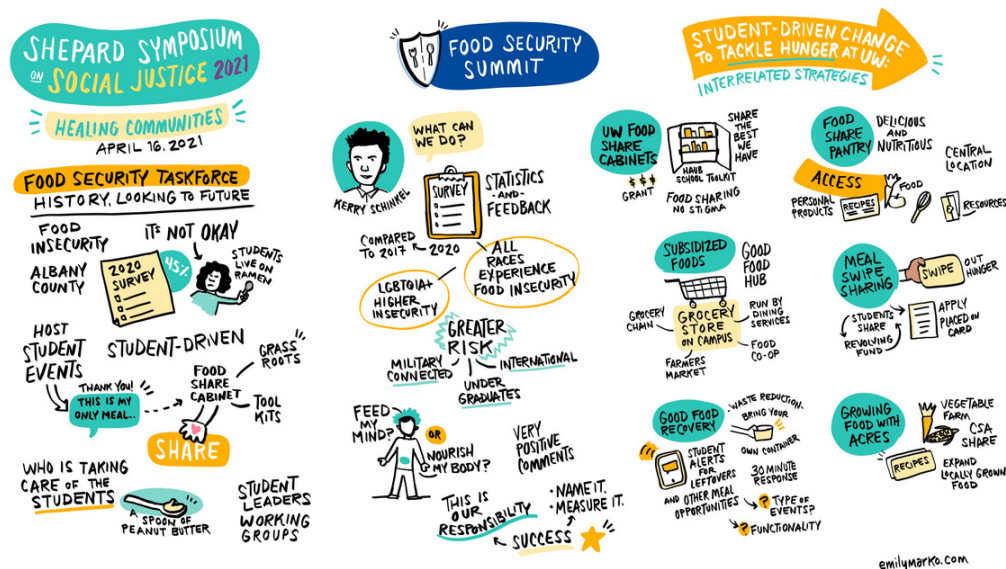 SHEPARD SYMPOSIUM
ON SOCIAL JUSTICE 2021
HEALING COMMUNITIES
APRIL 16, 2021
FOOD SECURITY TASKFORCE
HISTORY, LOOKING TO FUTURE
FOOD
INSECURITY
ALBANY
COUNTY
2020
SURVEY
45%
IT'S NOT OKAY
STUDENTS
LIVE ON
RAMEN
HOST
STUDENT
EVENTS
STUDENT-DRIVEN
THANK YOU!
THIS IS MY
ONLY MEAL...
FOOD
SHARE
CABINET
GRASS
ROOTS
TOOL
KITS
SHARE
WHO IS TAKING
CARE OF THE
STUDENTS
A SPOON OF
PEANUT BUTTER
STUDENT
LEADERS
WORKING
GROUPS
FOOD SECURITY
SUMMIT
WHAT CAN
WE DO?
KERRY SCHINKEL
SURVEY
STATISTICS
-AND-
FEEDBACK
COMPARED
TO 2017
2020
LGBTQIA+
HIGHER
INSECURITY
ALL
RACES
EXPERIENCE
FOOD INSECURITY
GREATER
RISK
MILITARY
CONNECTED
UNDER
GRADUATES
INTERNATIONAL
FEED
MY
MIND?
OR
NOURISH
MY BODY?
VERY
POSITIVE
COMMENTS
THIS IS
OUR
RESPONSIBILITY
• NAME IT.
• MEASURE IT.
SUCCESS
STUDENT-DRIVEN CHANGE
TO TACKLE HUNGER AT UW:
INTERRELATED STRATEGIES
UW FOOD
SHARE
CABINETS
$ $ $
GRANT
HAUB
SCHOOL TOOLKIT
SHARE
THE
BEST
WE
HAVE
FOOD SHARING
NO STIGMA
FOOD
SHARE
PANTRY
DELICIOUS
AND
NUTRITIOUS
CENTRAL
LOCATION
ACCESS
PERSONAL
PRODUCTS
RECIPES
FOOD
RESOURCES
SUBSIDIZED
FOODS
GOOD
FOOD
HUB
GROCERY
CHAIN
GROCERY
STORE
ON CAMPUS
RUN BY
DINING
SERVICES
FARMERS
MARKET
FOOD
CO-OP
MEAL
SWIPE
SHARING
SWIPE
OUT
HUNGER
STUDENTS
SHARE
REVOLVING
FUND
APPLY
PLACED ON
CARD
GOOD FOOD
RECOVERY
WASTE REDUCTION-
BRING YOUR
OWN CONTAINER
STUDENT
ALERTS
FOR
LEFTOVERS
AND OTHER MEAL
OPPORTUNITIES
30 MINUTE
RESPONSE
? TYPE OF
EVENTS?
? FUNCTIONALITY
GROWING
FOOD WITH
ACRES
VEGETABLE
FARM
CSA
SHARE
RECIPES
EXPAND
LOCALLY GROWN
FOOD
emilymarko.com